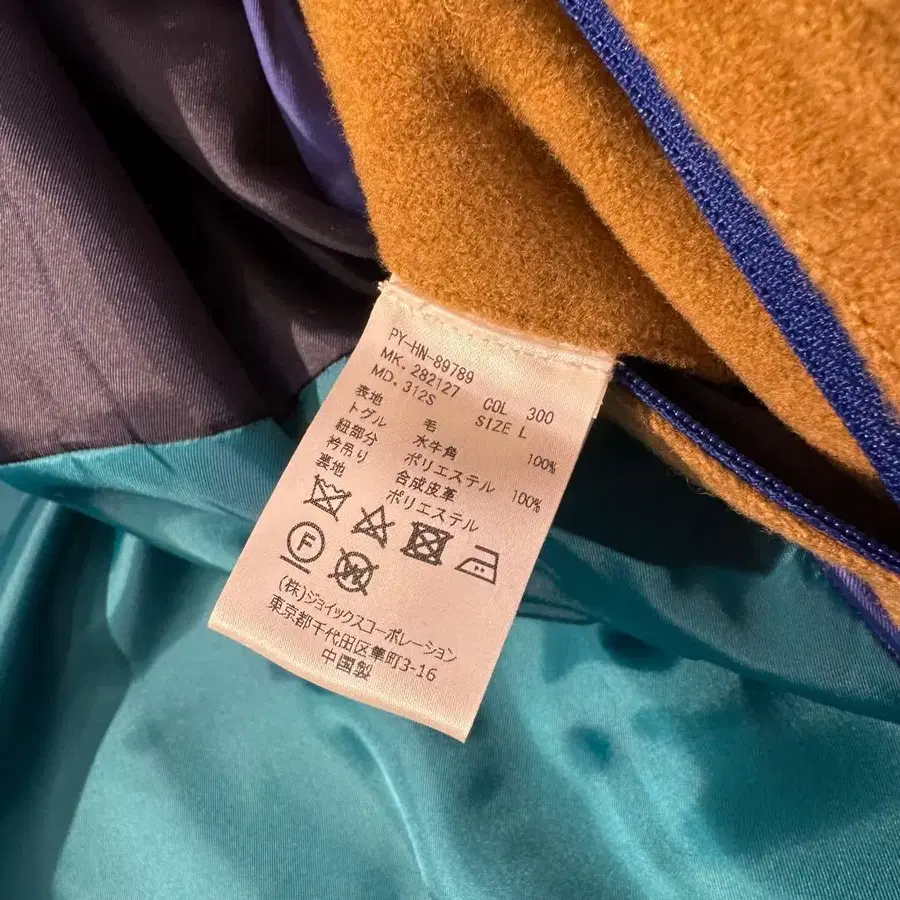 PY-HN-89789
MK. 282127 COL 300
MD. 312S SIZE L
表地 毛 100%
トグル 水牛角
紐部分 ポリエステル 100%
衿吊り 合成皮革
裏地 ポリエステル
F
W
(株)ジョイックスコーポレーション
東京都千代田区華町3-16
中国製